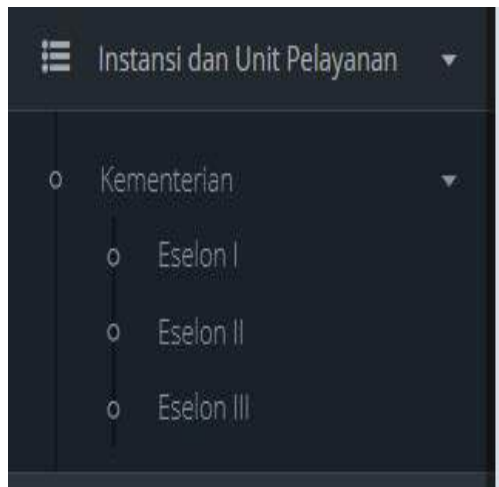 Instansi dan Unit Pelayanan
Kementerian
Eselon I
Eselon II
Eselon III